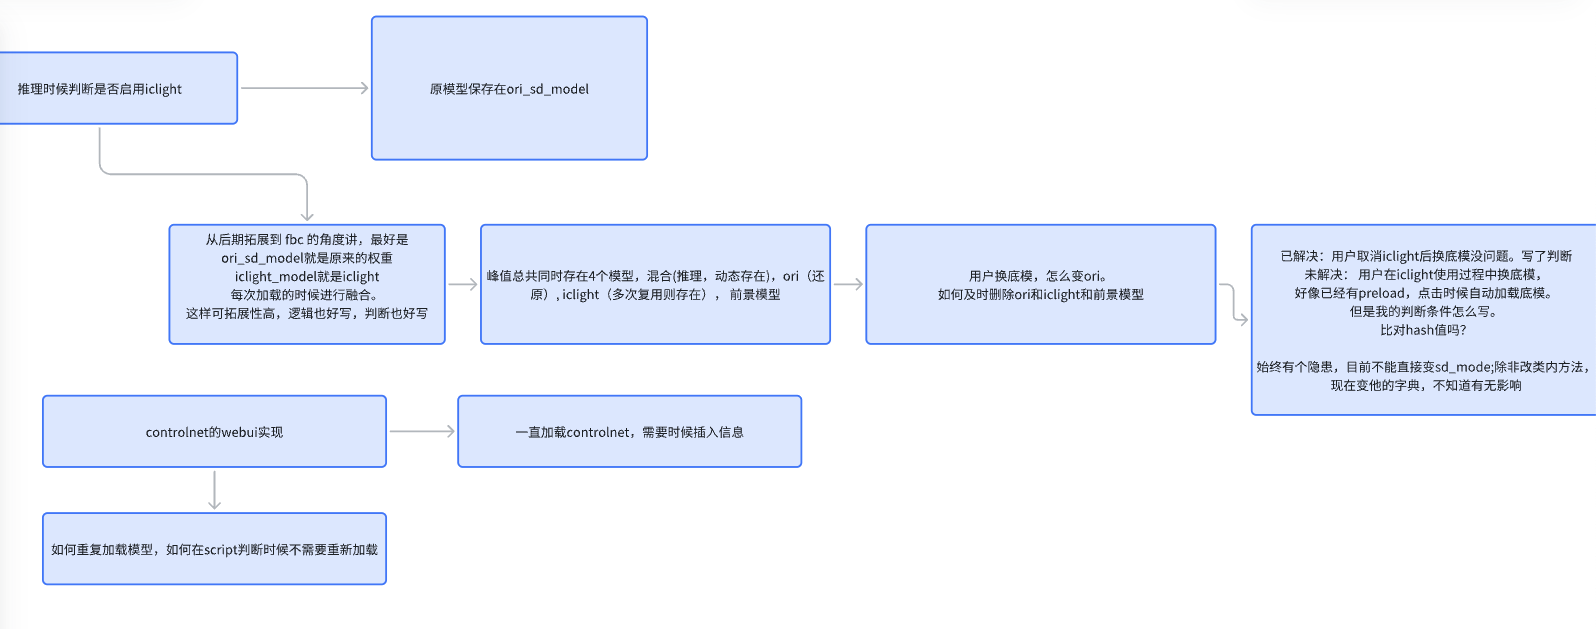 推理时候判断是否启用iclight
原模型保存在ori_sd_model
从后期拓展到 fbc 的角度讲，最好是
ori_sd_model就是原来的权重
iclight_model就是iclight
每次加载的时候进行融合。
这样可拓展性高，逻辑也好写，判断也好写
峰值总共同时存在4个模型，混合(推理，动态存在)，ori（还
原）, iclight（多次复用则存在）， 前景模型
用户换底模，怎么变ori。
如何及时删除ori和iclight和前景模型
已解决：用户取消iclight后换底模没问题。写了判断
未解决： 用户在iclight使用过程中换底模，
好像已经有preload，点击时候自动加载底模。
但是我的判断条件怎么写。
比对hash值吗？
始终有个隐患，目前不能直接变sd_mode;除非改类内方法，
现在变他的字典，不知道有无影响
controlnet的webui实现
一直加载controlnet，需要时候插入信息
如何重复加载模型，如何在script判断时候不需要重新加载